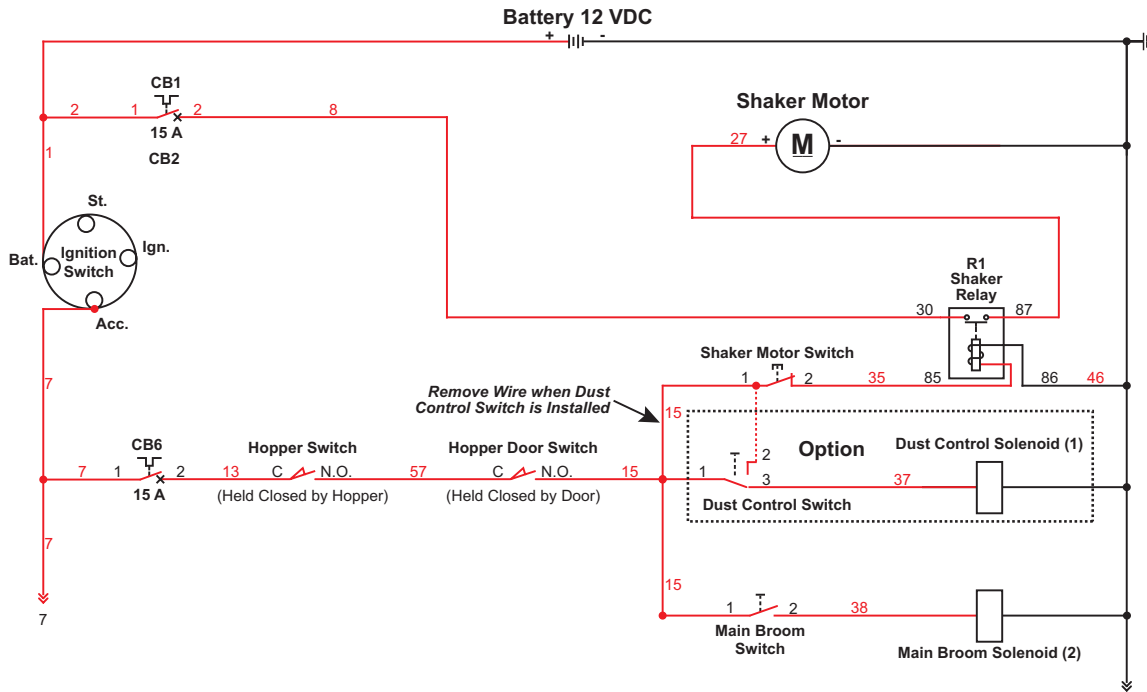 Battery 12 VDC
+ -
CB1
2 1 2 8
15 A
CB2
1
Shaker Motor
27 + M -
St.
Bat. Ignition Switch Ign.
Acc.
R1
Shaker
Relay
30 87
7
Shaker Motor Switch
1 2 35 85 86 46
Remove Wire when Dust
Control Switch is Installed
15
Option
Dust Control Solenoid (1)
CB6
7 1 2 13
15 A
Hopper Switch
C N.O. 57
(Held Closed by Hopper)
Hopper Door Switch
C N.O. 15
(Held Closed by Door)
1 2 3 37
Dust Control Switch
7
7
15
1 2 38
Main Broom
Switch
Main Broom Solenoid (2)